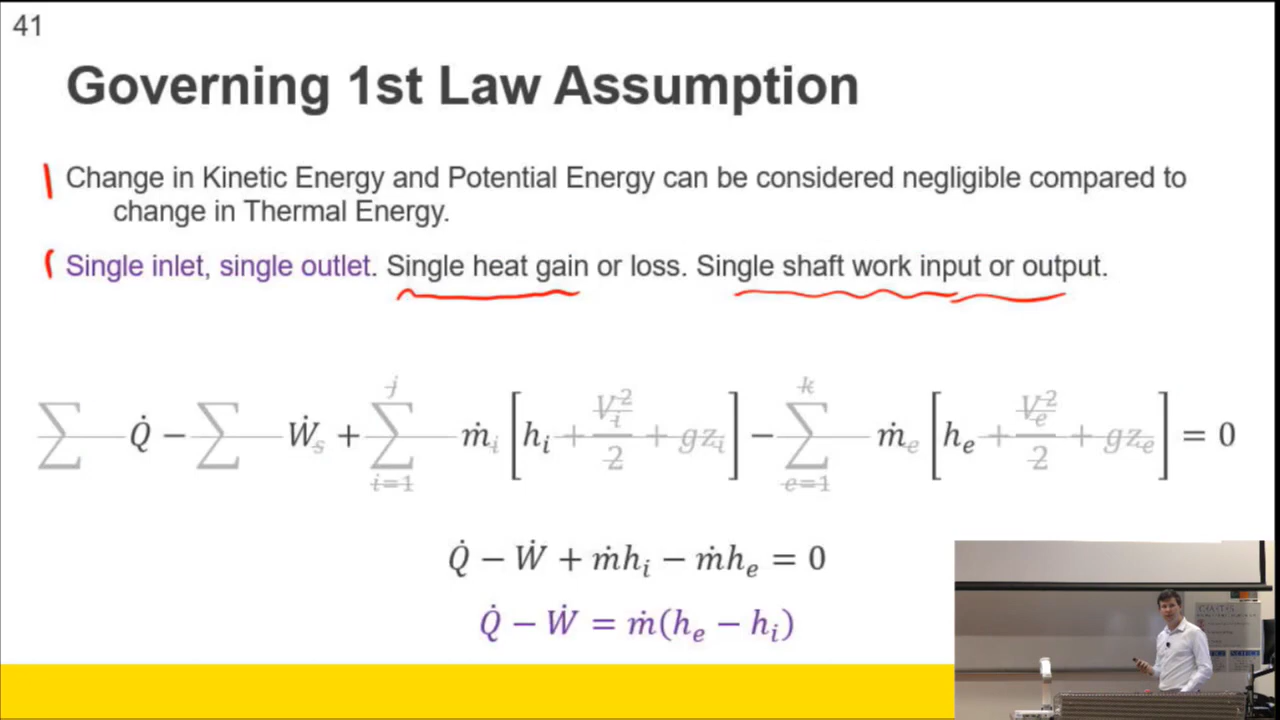 41
Governing 1st Law Assumption
Change in Kinetic Energy and Potential Energy can be considered negligible compared to
change in Thermal Energy.
Single inlet, single outlet. Single heat gain or loss. Single shaft work input or output.
∑ Q̇ − ∑ Ẇₛ + ∑ⱼ i=1 ṁᵢ [hᵢ + Vᵢ²/2 + gzᵢ] − ∑ᵏ e=1 ṁₑ [hₑ + Vₑ²/2 + gzₑ] = 0
Q̇ − Ẇ + ṁhᵢ − ṁhₑ = 0
Q̇ − Ẇ = ṁ(hₑ − hᵢ)